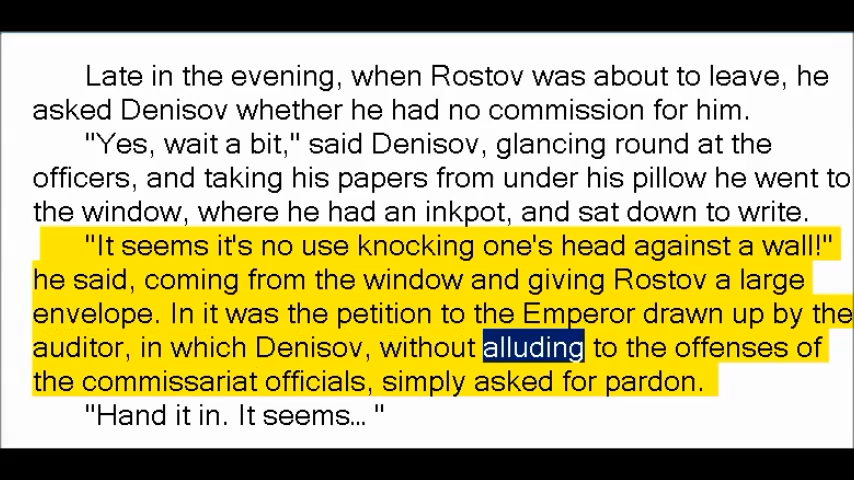 Late in the evening, when Rostov was about to leave, he
asked Denisov whether he had no commission for him.
"Yes, wait a bit," said Denisov, glancing round at the
officers, and taking his papers from under his pillow he went to
the window, where he had an inkpot, and sat down to write.
"It seems it's no use knocking one's head against a wall!"
he said, coming from the window and giving Rostov a large
envelope. In it was the petition to the Emperor drawn up by the
auditor, in which Denisov, without alluding to the offenses of
the commissariat officials, simply asked for pardon.
"Hand it in. It seems... "